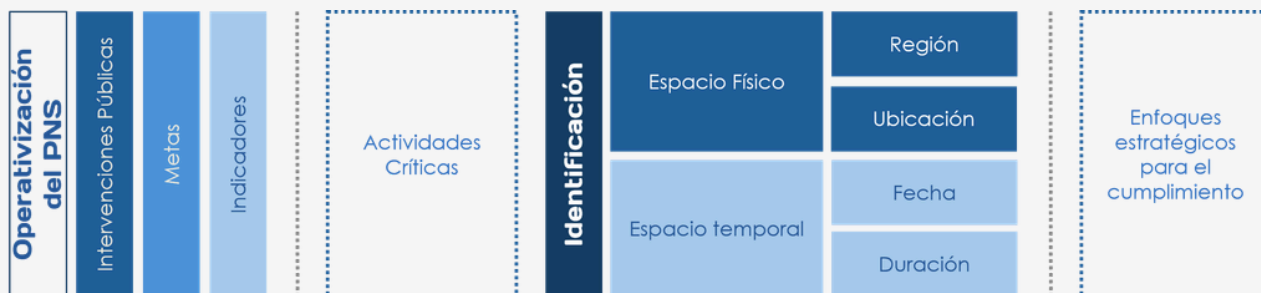 Operativización
del PNS
Intervenciones Públicas
Metas
Indicadores
Actividades
Críticas
Identificación
Espacio Físico
Región
Ubicación
Espacio temporal
Fecha
Duración
Enfoques
estratégicos
para el
cumplimiento